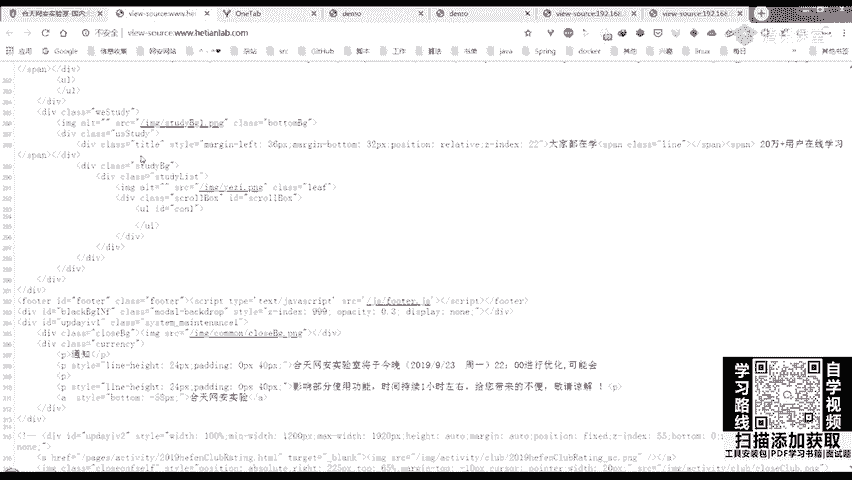 合天网安实验室-国内 view-source:www.he OneTab demo demo view-source:192.168. view-source:192.168.
不安全 | view-source:www.hetianlab.com
应用 Google 信息收集 网安网站 杂站 src GitHub 脚本 工作 算法 书单 java Spring docker 其他 兴趣 linux 每日 其他书签
</span></div>
<ul>
</ul>
</div>
<div class="weStudy">
<img alt="" src="/img/studyBg1.png" class="bottomBg">
<div class="usStudy">
<div class="title" style="margin-left: 36px;margin-bottom: 32px;position: relative;z-index: 22">大家都在学<span class="line"></span><span> 20万+用户在线学习
</span></div>
<div class="studyBg">
<div class="studyList">
<img alt="" src="/img/yezi.png" class="leaf">
<div class="scrollBox" id="scrollBox">
<ul id="con1">
</ul>
</div>
</div>
</div>
</div>
</div>
</div>
<footer id="footer" class="footer"><script type='text/javascript' src='/js/footer.js'></script></footer>
<div id="blackBgINf" class="modal-backdrop" style="z-index: 999; opacity: 0.3; display: none;"></div>
<div id="updayiv1" class="system_maintenance1">
<div class="closeBg"><img src="/img/common/closeBg.png"></div>
<div class="currency">
<p>通知</p>
<p style="line-height: 24px;padding: 0px 40px;">合天网安实验室将于今晚（2019/9/23 周一）22：00进行优化,可能会
<p>
<p style="line-height: 24px;padding: 0px 40px;">影响部分使用功能，时间持续1小时左右，给您带来的不便，敬请谅解 ！<p>
<a style="bottom: -58px;">合天网安实验</a>
</div>
</div>
<!-- <div id="updayiv2" style="width: 100%;min-width: 1200px;max-width: 1920px;height: auto;margin: auto;position: fixed;z-index: 55;bottom: 0;
none;">
<a href="/pages/activity/2019hefenClubRating.html" target="_blank"><img src="/img/activity/club/2019hefenClubRating_ac.png" /></a>
<img class="closeofself" style="position: absolute;right: 225px;top: 65%;margin-top: -10px;cursor: pointer;width: 20px;" src="/img/activity/club/closeClub.png">
学习路线
自学视频
扫描添加获取
工具安装包|PDF学习书籍|面试题